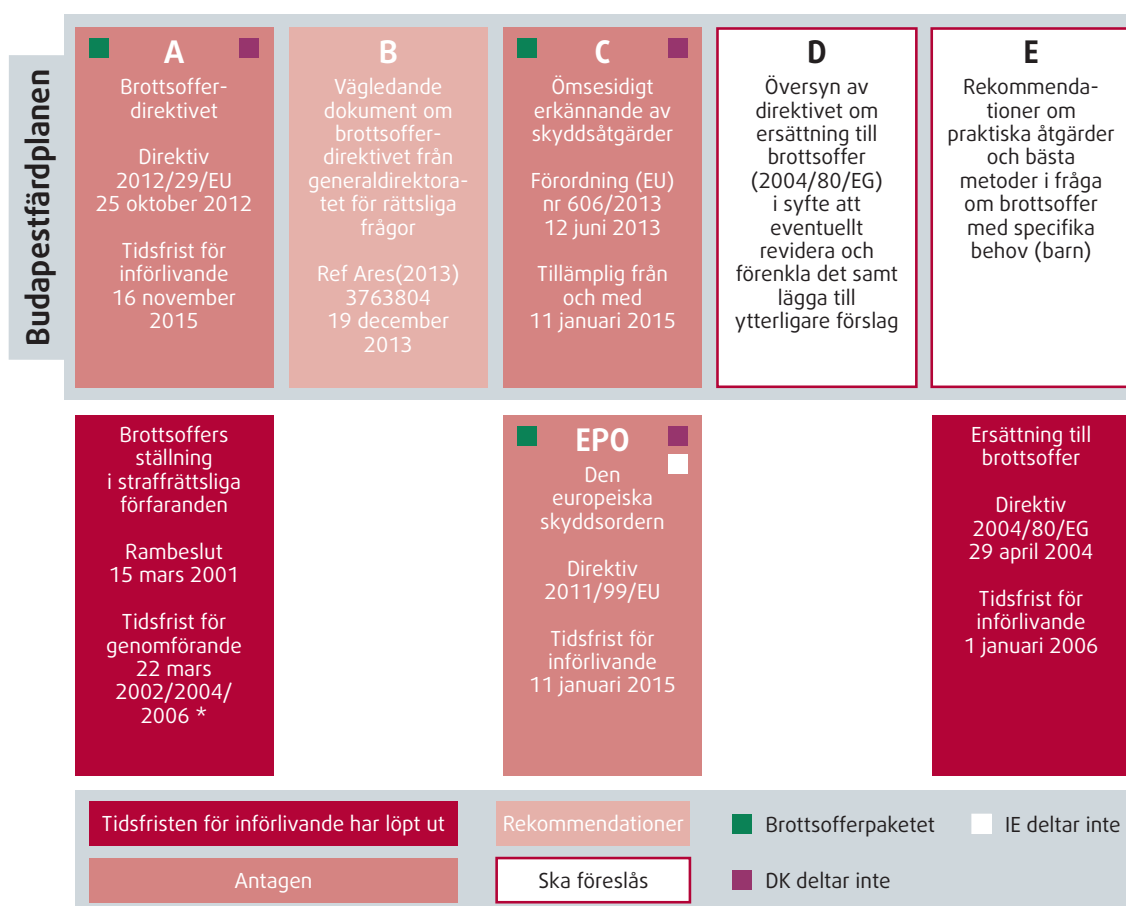 Budapestfärdplanen
A
Brottsoffer-
direktivet
Direktiv
2012/29/EU
25 oktober 2012
Tidsfrist för
införlivande
16 november
2015
B
Vägledande
dokument om
brottsoffer-
direktivet från
generaldirektora-
tet för rättsliga
frågor
Ref Ares(2013)
3763804
19 december
2013
C
Ömsesidigt
erkännande av
skyddsåtgärder
Förordning (EU)
nr 606/2013
12 juni 2013
Tillämplig från
och med
11 januari 2015
D
Översyn av
direktivet om
ersättning till
brottsoffer
(2004/80/EG)
i syfte att
eventuellt
revidera och
förenkla det samt
lägga till
ytterligare förslag
E
Rekommenda-
tioner om
praktiska åtgärder
och bästa
metoder i fråga
om brottsoffer
med specifika
behov (barn)
Brottsoffers
ställning
i straffrättsliga
förfaranden
Rambeslut
15 mars 2001
Tidsfrist för
genomförande
22 mars
2002/2004/
2006 *
EPO
Den
europeiska
skyddsordern
Direktiv
2011/99/EU
Tidsfrist för
införlivande
11 januari 2015
Ersättning till
brottsoffer
Direktiv
2004/80/EG
29 april 2004
Tidsfrist för
införlivande
1 januari 2006
Tidsfristen för införlivande har löpt ut
Rekommendationer
Brottsofferpaketet
IE deltar inte
Antagen
Ska föreslås
DK deltar inte